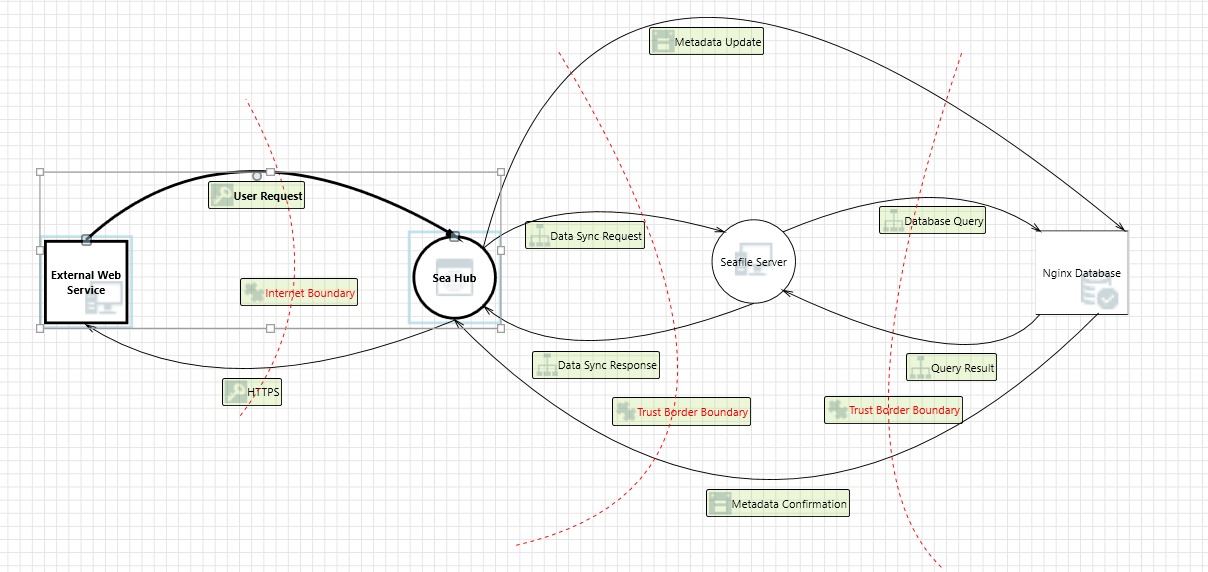 Metadata Update
User Request
Data Sync Request
Database Query
External Web
Service
Sea Hub
Seafile Server
Nginx Database
Internet Boundary
Data Sync Response
Query Result
HTTPS
Trust Border Boundary
Trust Border Boundary
Metadata Confirmation